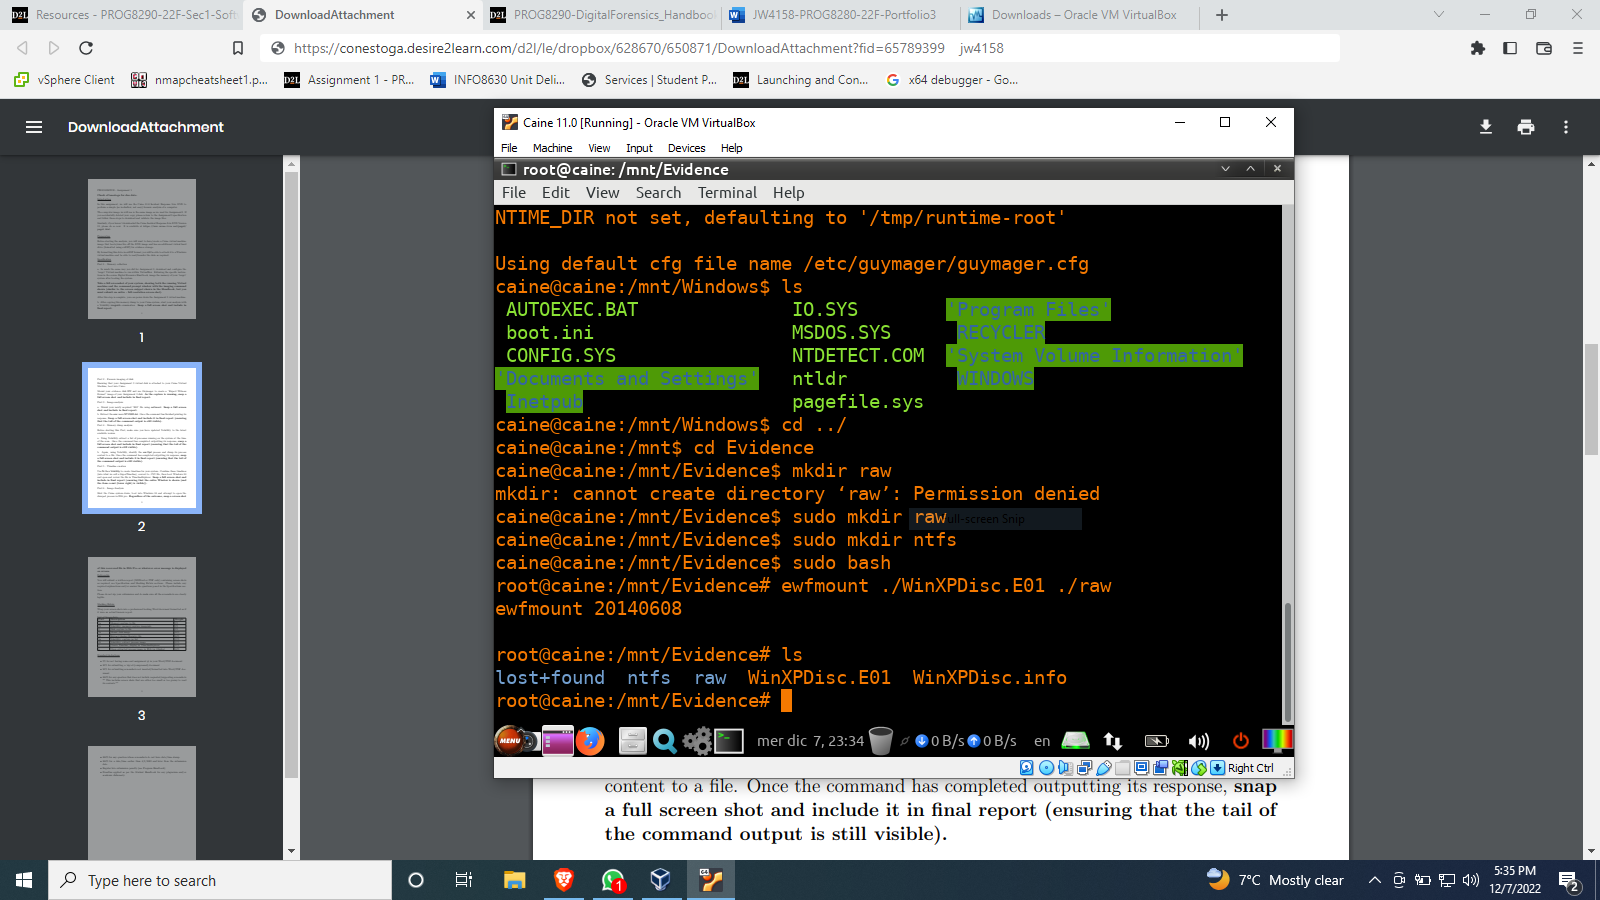 Resources - PROG8290-22F-Sec1-Soft
DownloadAttachment
PROG8290-DigitalForensics_Handboo
JW4158-PROG8280-22F-Portfolio3
Downloads – Oracle VM VirtualBox
https://conestoga.desire2learn.com/d2l/le/dropbox/628670/650871/DownloadAttachment?fid=65789399 jw4158
vSphere Client
nmapcheatsheet1.p...
Assignment 1 - PR...
INFO8630 Unit Deli...
Services | Student P...
Launching and Con...
x64 debugger - Go...
DownloadAttachment
1
2
3
Caine 11.0 [Running] - Oracle VM VirtualBox
File Machine View Input Devices Help
root@caine: /mnt/Evidence
File Edit View Search Terminal Help
NTIME_DIR not set, defaulting to '/tmp/runtime-root'
Using default cfg file name /etc/guymager/guymager.cfg
caine@caine:/mnt/Windows$ ls
AUTOEXEC.BAT IO.SYS 'Program Files'
boot.ini MSDOS.SYS RECYCLER
CONFIG.SYS NTDETECT.COM 'System Volume Information'
'Documents and Settings' ntldr WINDOWS
Inetpub pagefile.sys
caine@caine:/mnt/Windows$ cd ../
caine@caine:/mnt$ cd Evidence
caine@caine:/mnt/Evidence$ mkdir raw
mkdir: cannot create directory ‘raw’: Permission denied
caine@caine:/mnt/Evidence$ sudo mkdir raw
caine@caine:/mnt/Evidence$ sudo mkdir ntfs
caine@caine:/mnt/Evidence$ sudo bash
root@caine:/mnt/Evidence# ewfmount ./WinXPDisc.E01 ./raw
ewfmount 20140608
root@caine:/mnt/Evidence# ls
lost+found ntfs raw WinXPDisc.E01 WinXPDisc.info
root@caine:/mnt/Evidence#
MENU mer dic 7, 23:34 0 B/s 0 B/s en
Right Ctrl
content to a file. Once the command has completed outputting its response, snap
a full screen shot and include it in final report (ensuring that the tail of
the command output is still visible).
Type here to search
1
7°C Mostly clear
5:35 PM
12/7/2022
2